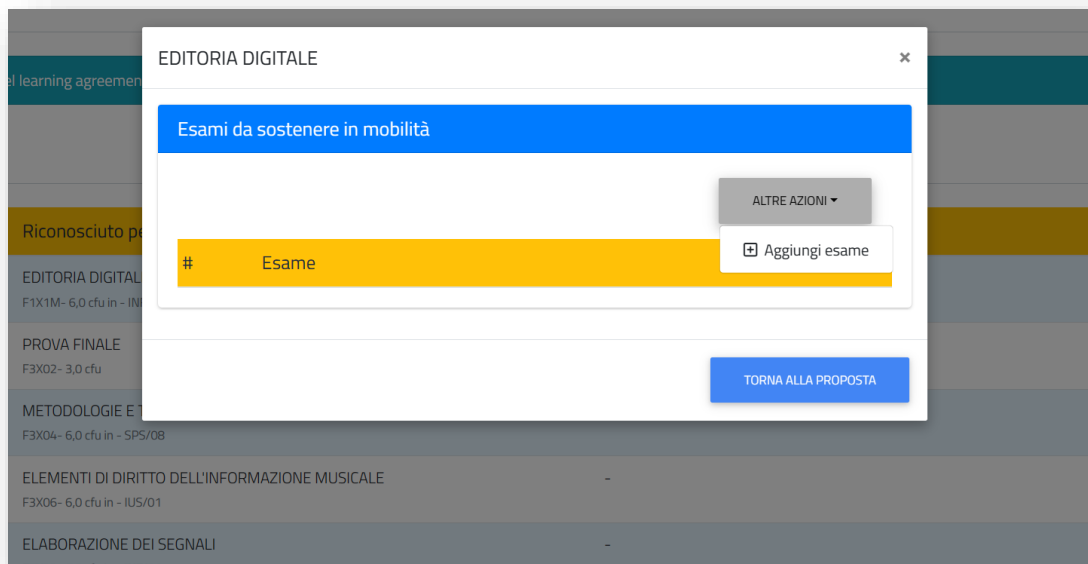 EDITORIA DIGITALE ×
el learning agreemen
Esami da sostenere in mobilità
ALTRE AZIONI
Riconosciuto pe
Aggiungi esame
# Esame
EDITORIA DIGITAL
F1X1M- 6,0 cfu in - IN
PROVA FINALE
F3X02- 3,0 cfu
TORNA ALLA PROPOSTA
METODOLOGIE E T
F3X04- 6,0 cfu in - SPS/08
ELEMENTI DI DIRITTO DELL'INFORMAZIONE MUSICALE -
F3X06- 6,0 cfu in - IUS/01
ELABORAZIONE DEI SEGNALI -